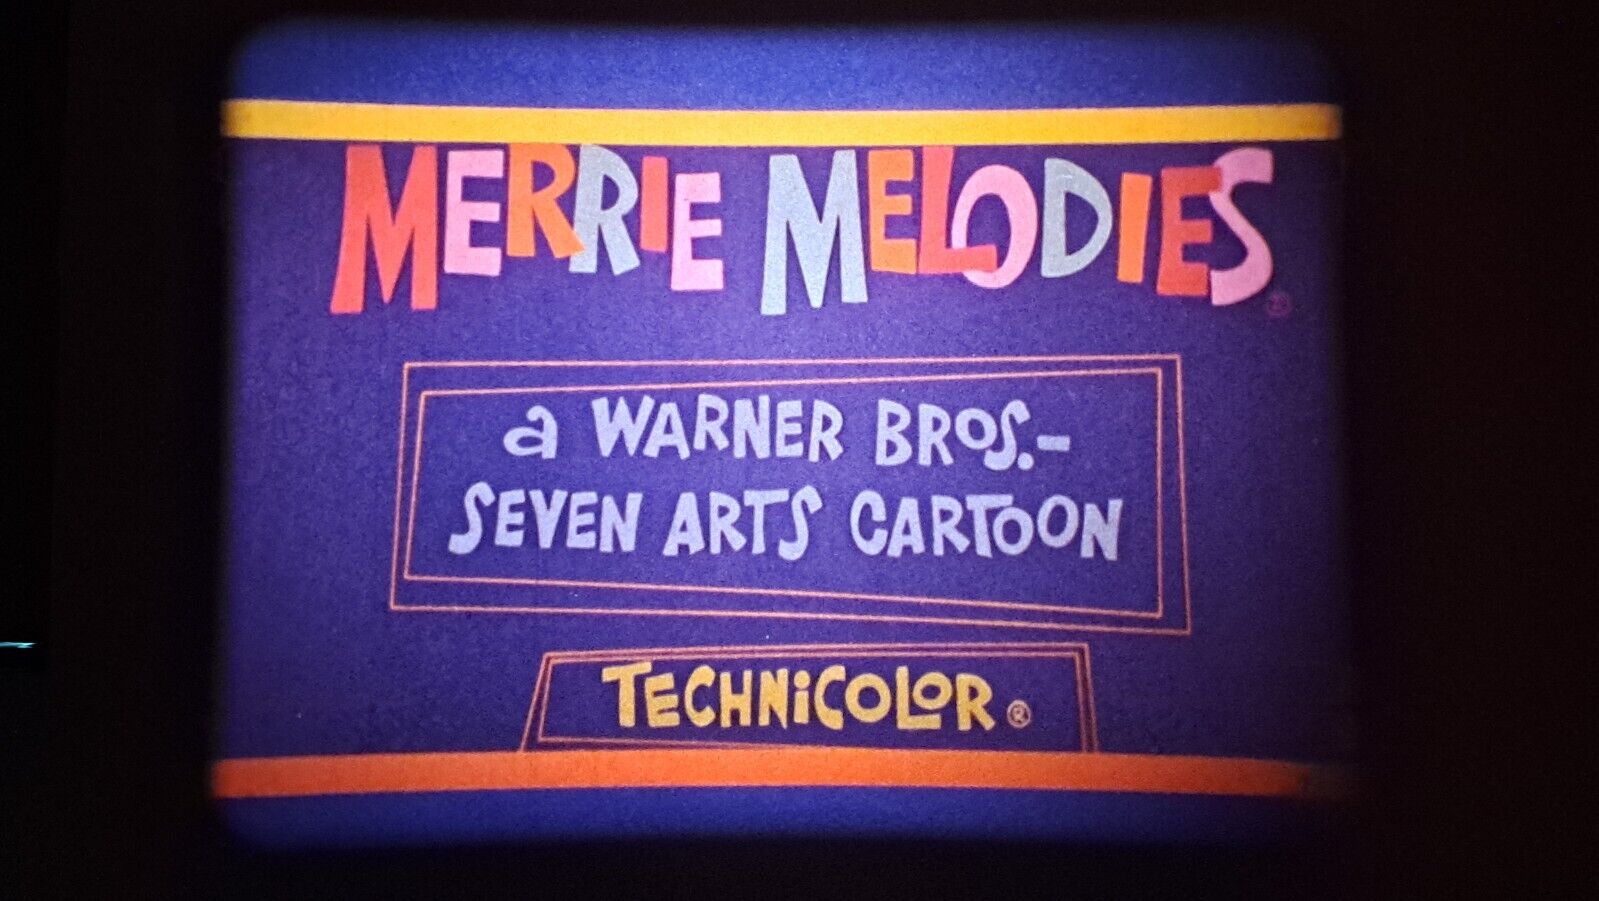 MERRIE MELODIES®
a WARNER BROS.–
SEVEN ARTS CARTOON
TECHNICOLOR®